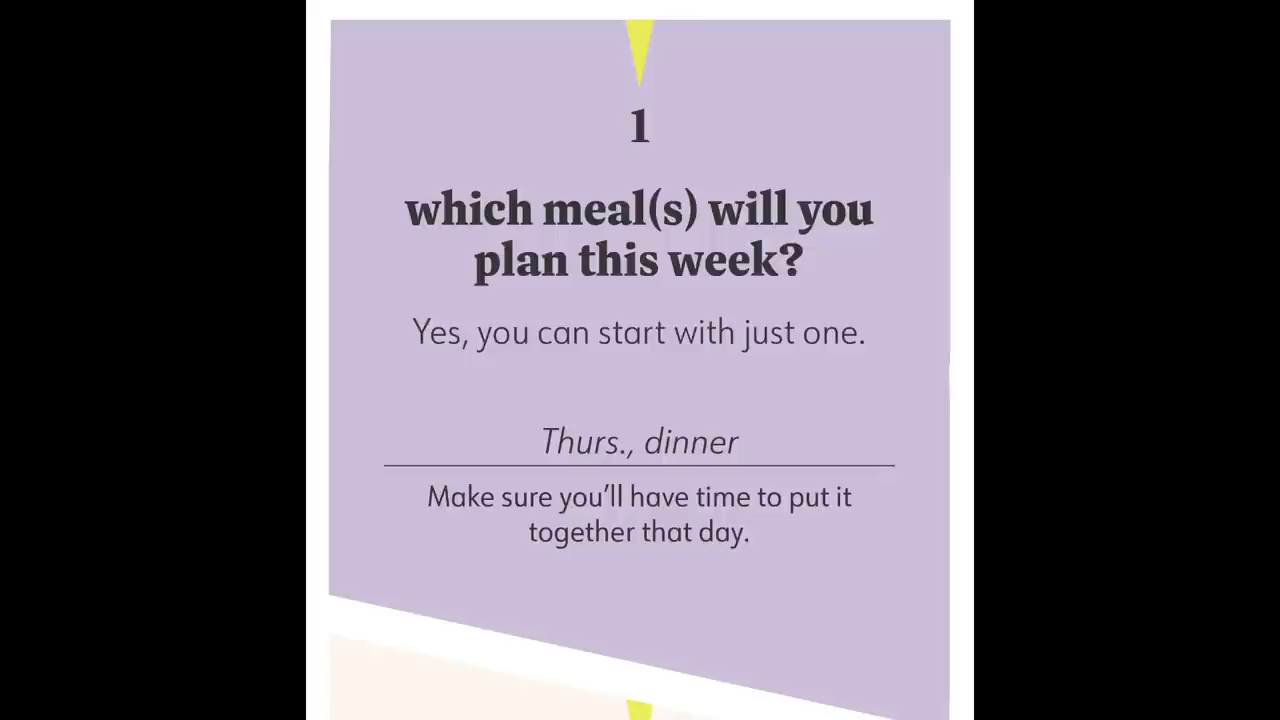 1
which meal(s) will you
plan this week?
Yes, you can start with just one.
Thurs., dinner
Make sure you’ll have time to put it
together that day.